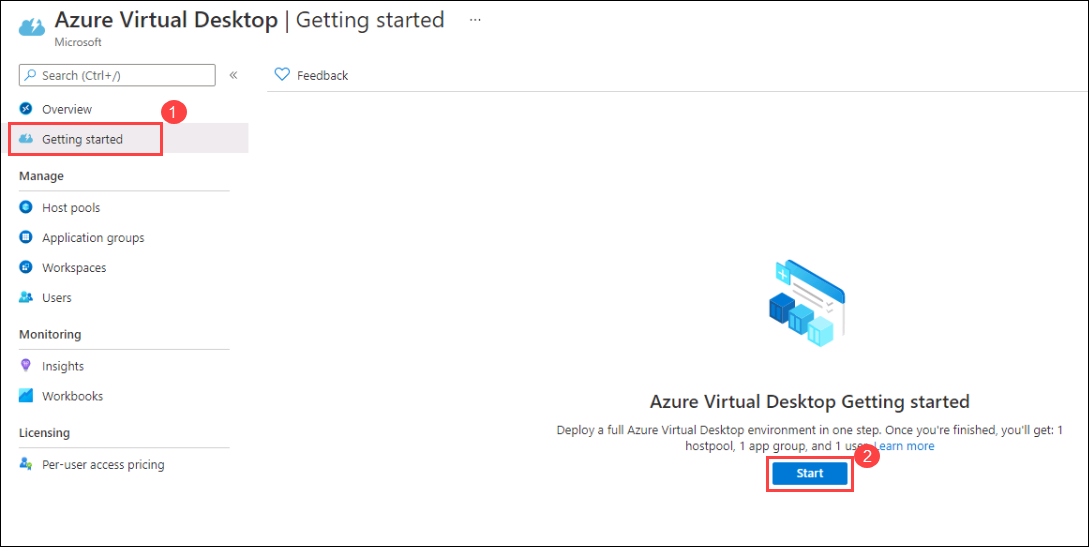 Azure Virtual Desktop | Getting started ...
Microsoft
Search (Ctrl+/) «
Feedback
Overview
1
Getting started
Manage
Host pools
Application groups
Workspaces
Users
Monitoring
Insights
Workbooks
Licensing
Per-user access pricing
Azure Virtual Desktop Getting started
Deploy a full Azure Virtual Desktop environment in one step. Once you're finished, you'll get: 1
hostpool, 1 app group, and 1 Learn more
2
Start